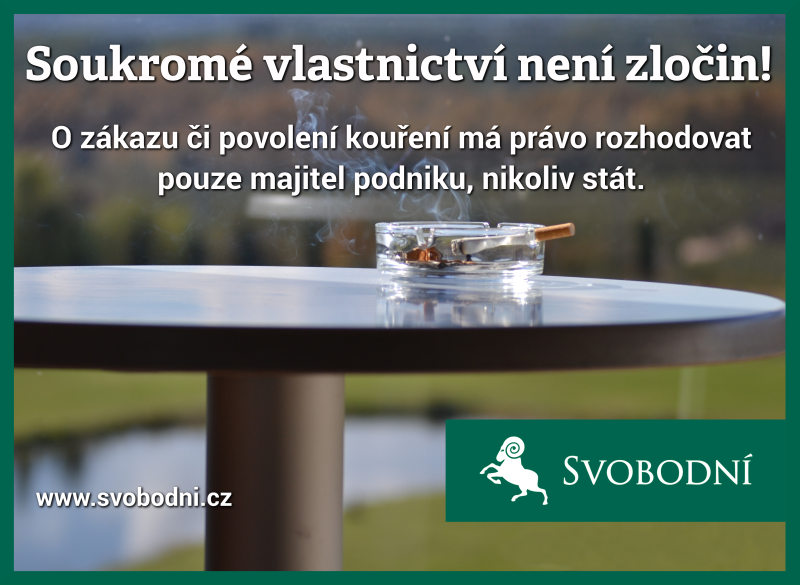 Soukromé vlastnictví není zločin!
O zákazu či povolení kouření má právo rozhodovat
pouze majitel podniku, nikoliv stát.
www.svobodni.cz
Svobodní